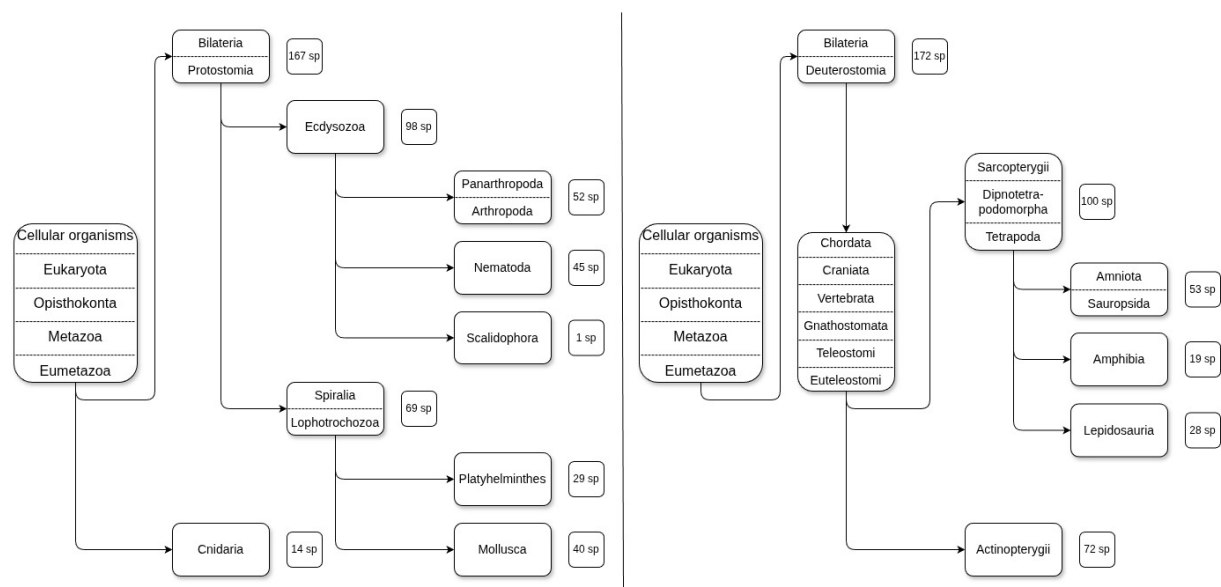 Bilateria
Protostomia
167 sp
Ecdysozoa
98 sp
Panarthropoda
Arthropoda
52 sp
Cellular organisms
Eukaryota
Opisthokonta
Metazoa
Eumetazoa
Nematoda
45 sp
Scalidophora
1 sp
Spiralia
Lophotrochozoa
69 sp
Platyhelminthes
29 sp
Cnidaria
14 sp
Mollusca
40 sp
Bilateria
Deuterostomia
172 sp
Sarcopterygii
Dipnotetra-
podomorpha
Tetrapoda
100 sp
Cellular organisms
Eukaryota
Opisthokonta
Metazoa
Eumetazoa
Chordata
Craniata
Vertebrata
Gnathostomata
Teleostomi
Euteleostomi
Amniota
Sauropsida
53 sp
Amphibia
19 sp
Lepidosauria
28 sp
Actinopterygii
72 sp